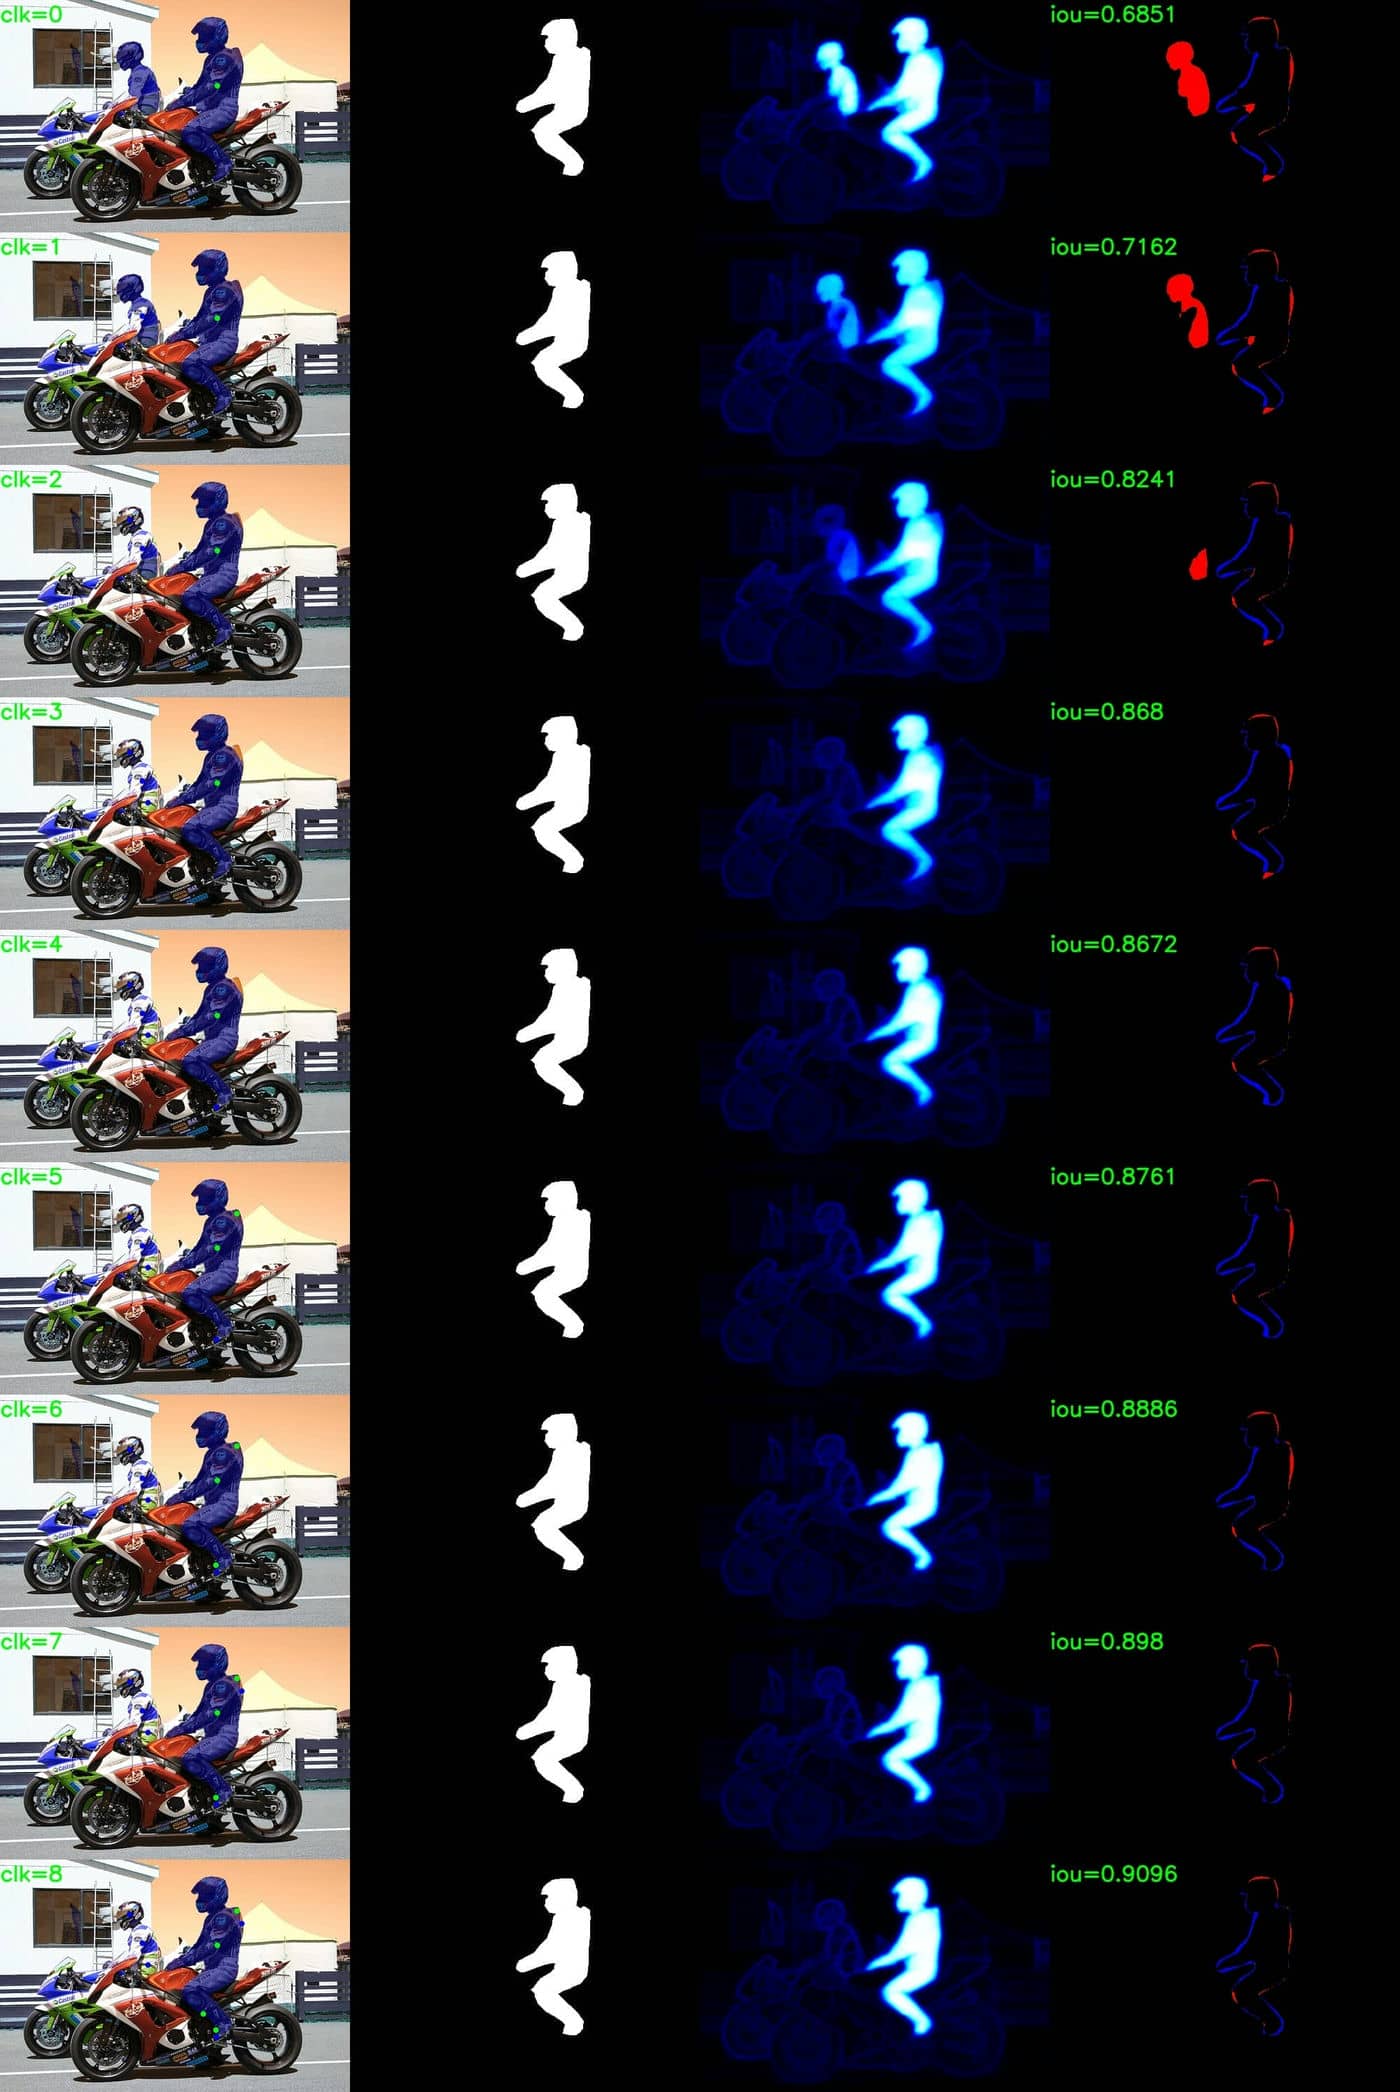 clk=0 iou=0.6851
clk=1 iou=0.7162
clk=2 iou=0.8241
clk=3 iou=0.868
clk=4 iou=0.8672
clk=5 iou=0.8761
clk=6 iou=0.8886
clk=7 iou=0.898
clk=8 iou=0.9096